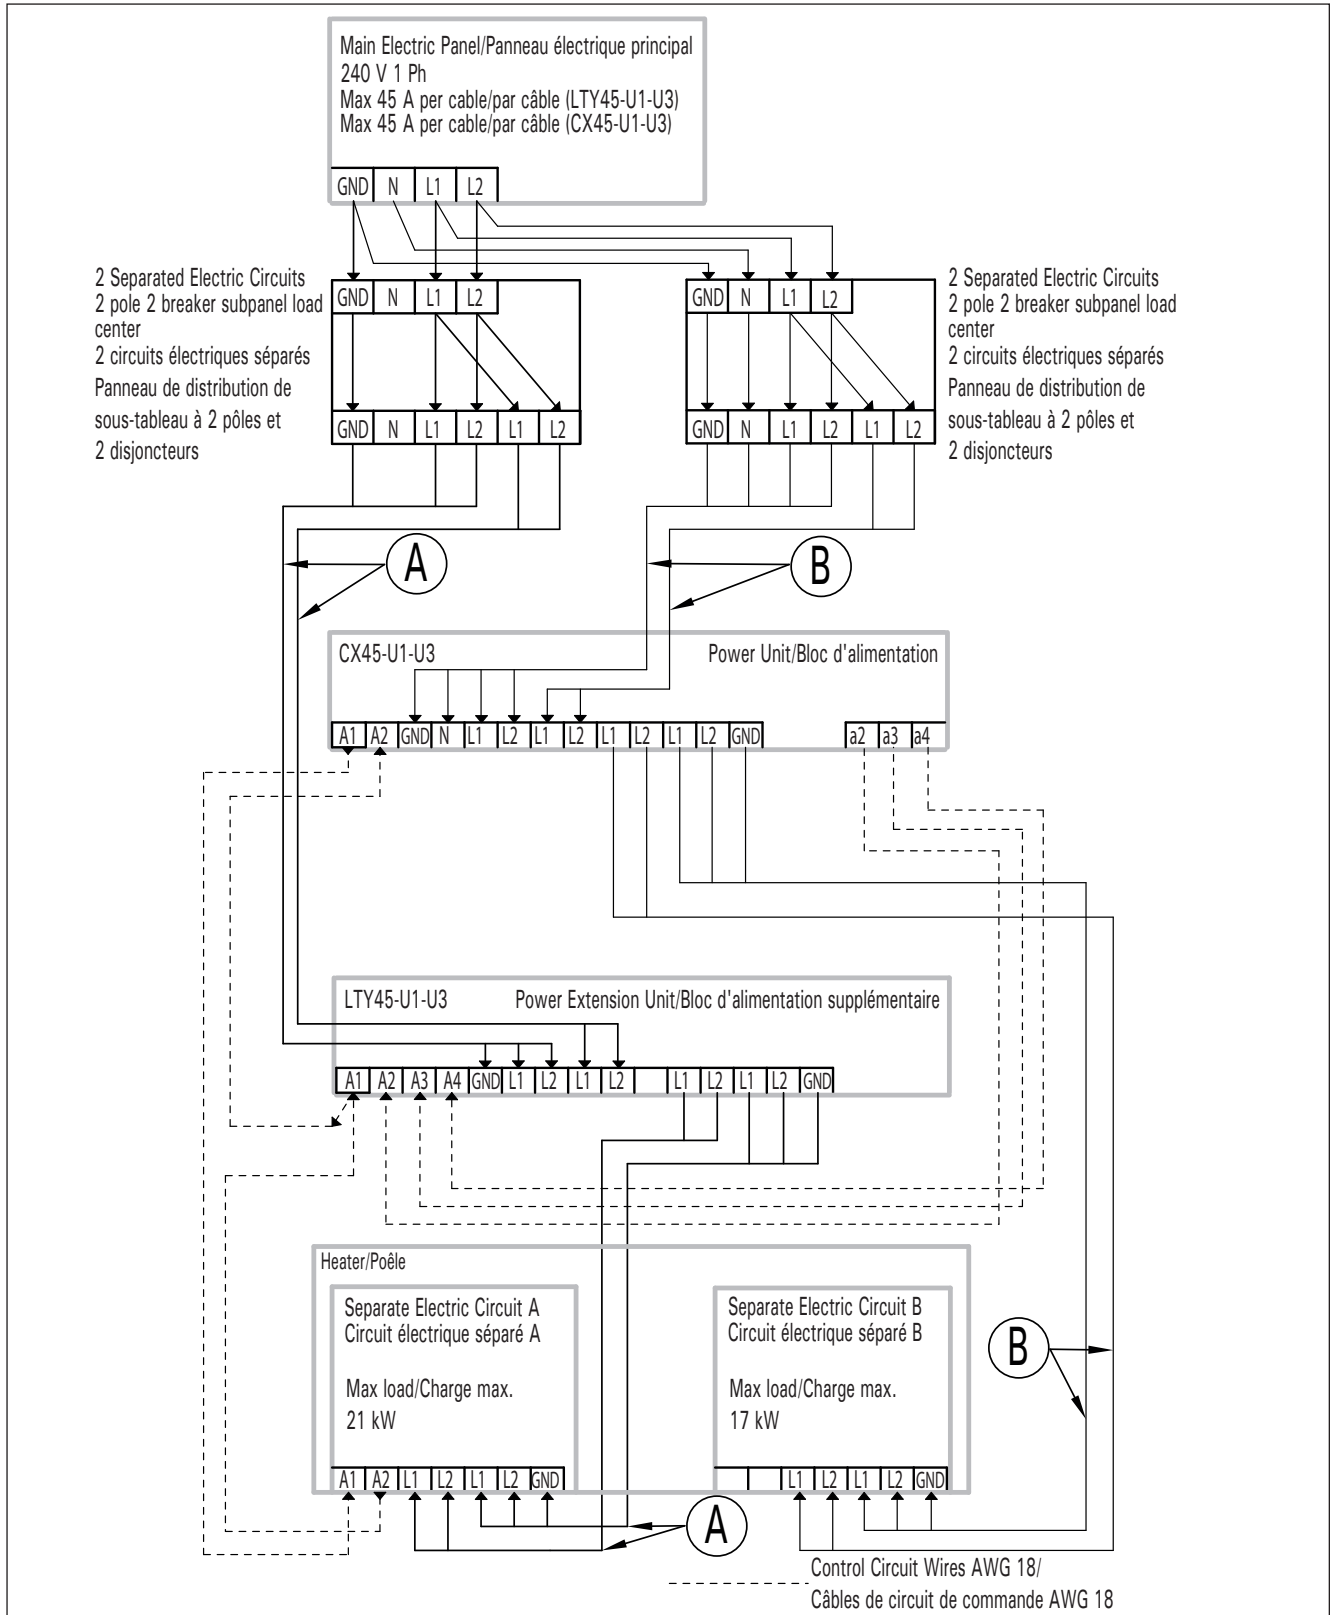 Main Electric Panel/Panneau électrique principal
240 V 1 Ph
Max 45 A per cable/par câble (LTY45-U1-U3)
Max 45 A per cable/par câble (CX45-U1-U3)
GND N L1 L2
2 Separated Electric Circuits
2 pole 2 breaker subpanel load
center
2 circuits électriques séparés
Panneau de distribution de
sous-tableau à 2 pôles et
2 disjoncteurs
GND N L1 L2
GND N L1 L2 L1 L2
GND N L1 L2
GND N L1 L2 L1 L2
2 Separated Electric Circuits
2 pole 2 breaker subpanel load
center
2 circuits électriques séparés
Panneau de distribution de
sous-tableau à 2 pôles et
2 disjoncteurs
A
B
CX45-U1-U3 Power Unit/Bloc d'alimentation
A1 A2 GND N L1 L2 L1 L2 L1 L2 L1 L2 GND a2 a3 a4
LTY45-U1-U3 Power Extension Unit/Bloc d'alimentation supplémentaire
A1 A2 A3 A4 GND L1 L2 L1 L2 L1 L2 L1 L2 GND
Heater/Poêle
Separate Electric Circuit A
Circuit électrique séparé A
Max load/Charge max.
21 kW
A1 A2 L1 L2 L1 L2 GND
Separate Electric Circuit B
Circuit électrique séparé B
Max load/Charge max.
17 kW
L1 L2 L1 L2 GND
B
A
Control Circuit Wires AWG 18/
Câbles de circuit de commande AWG 18